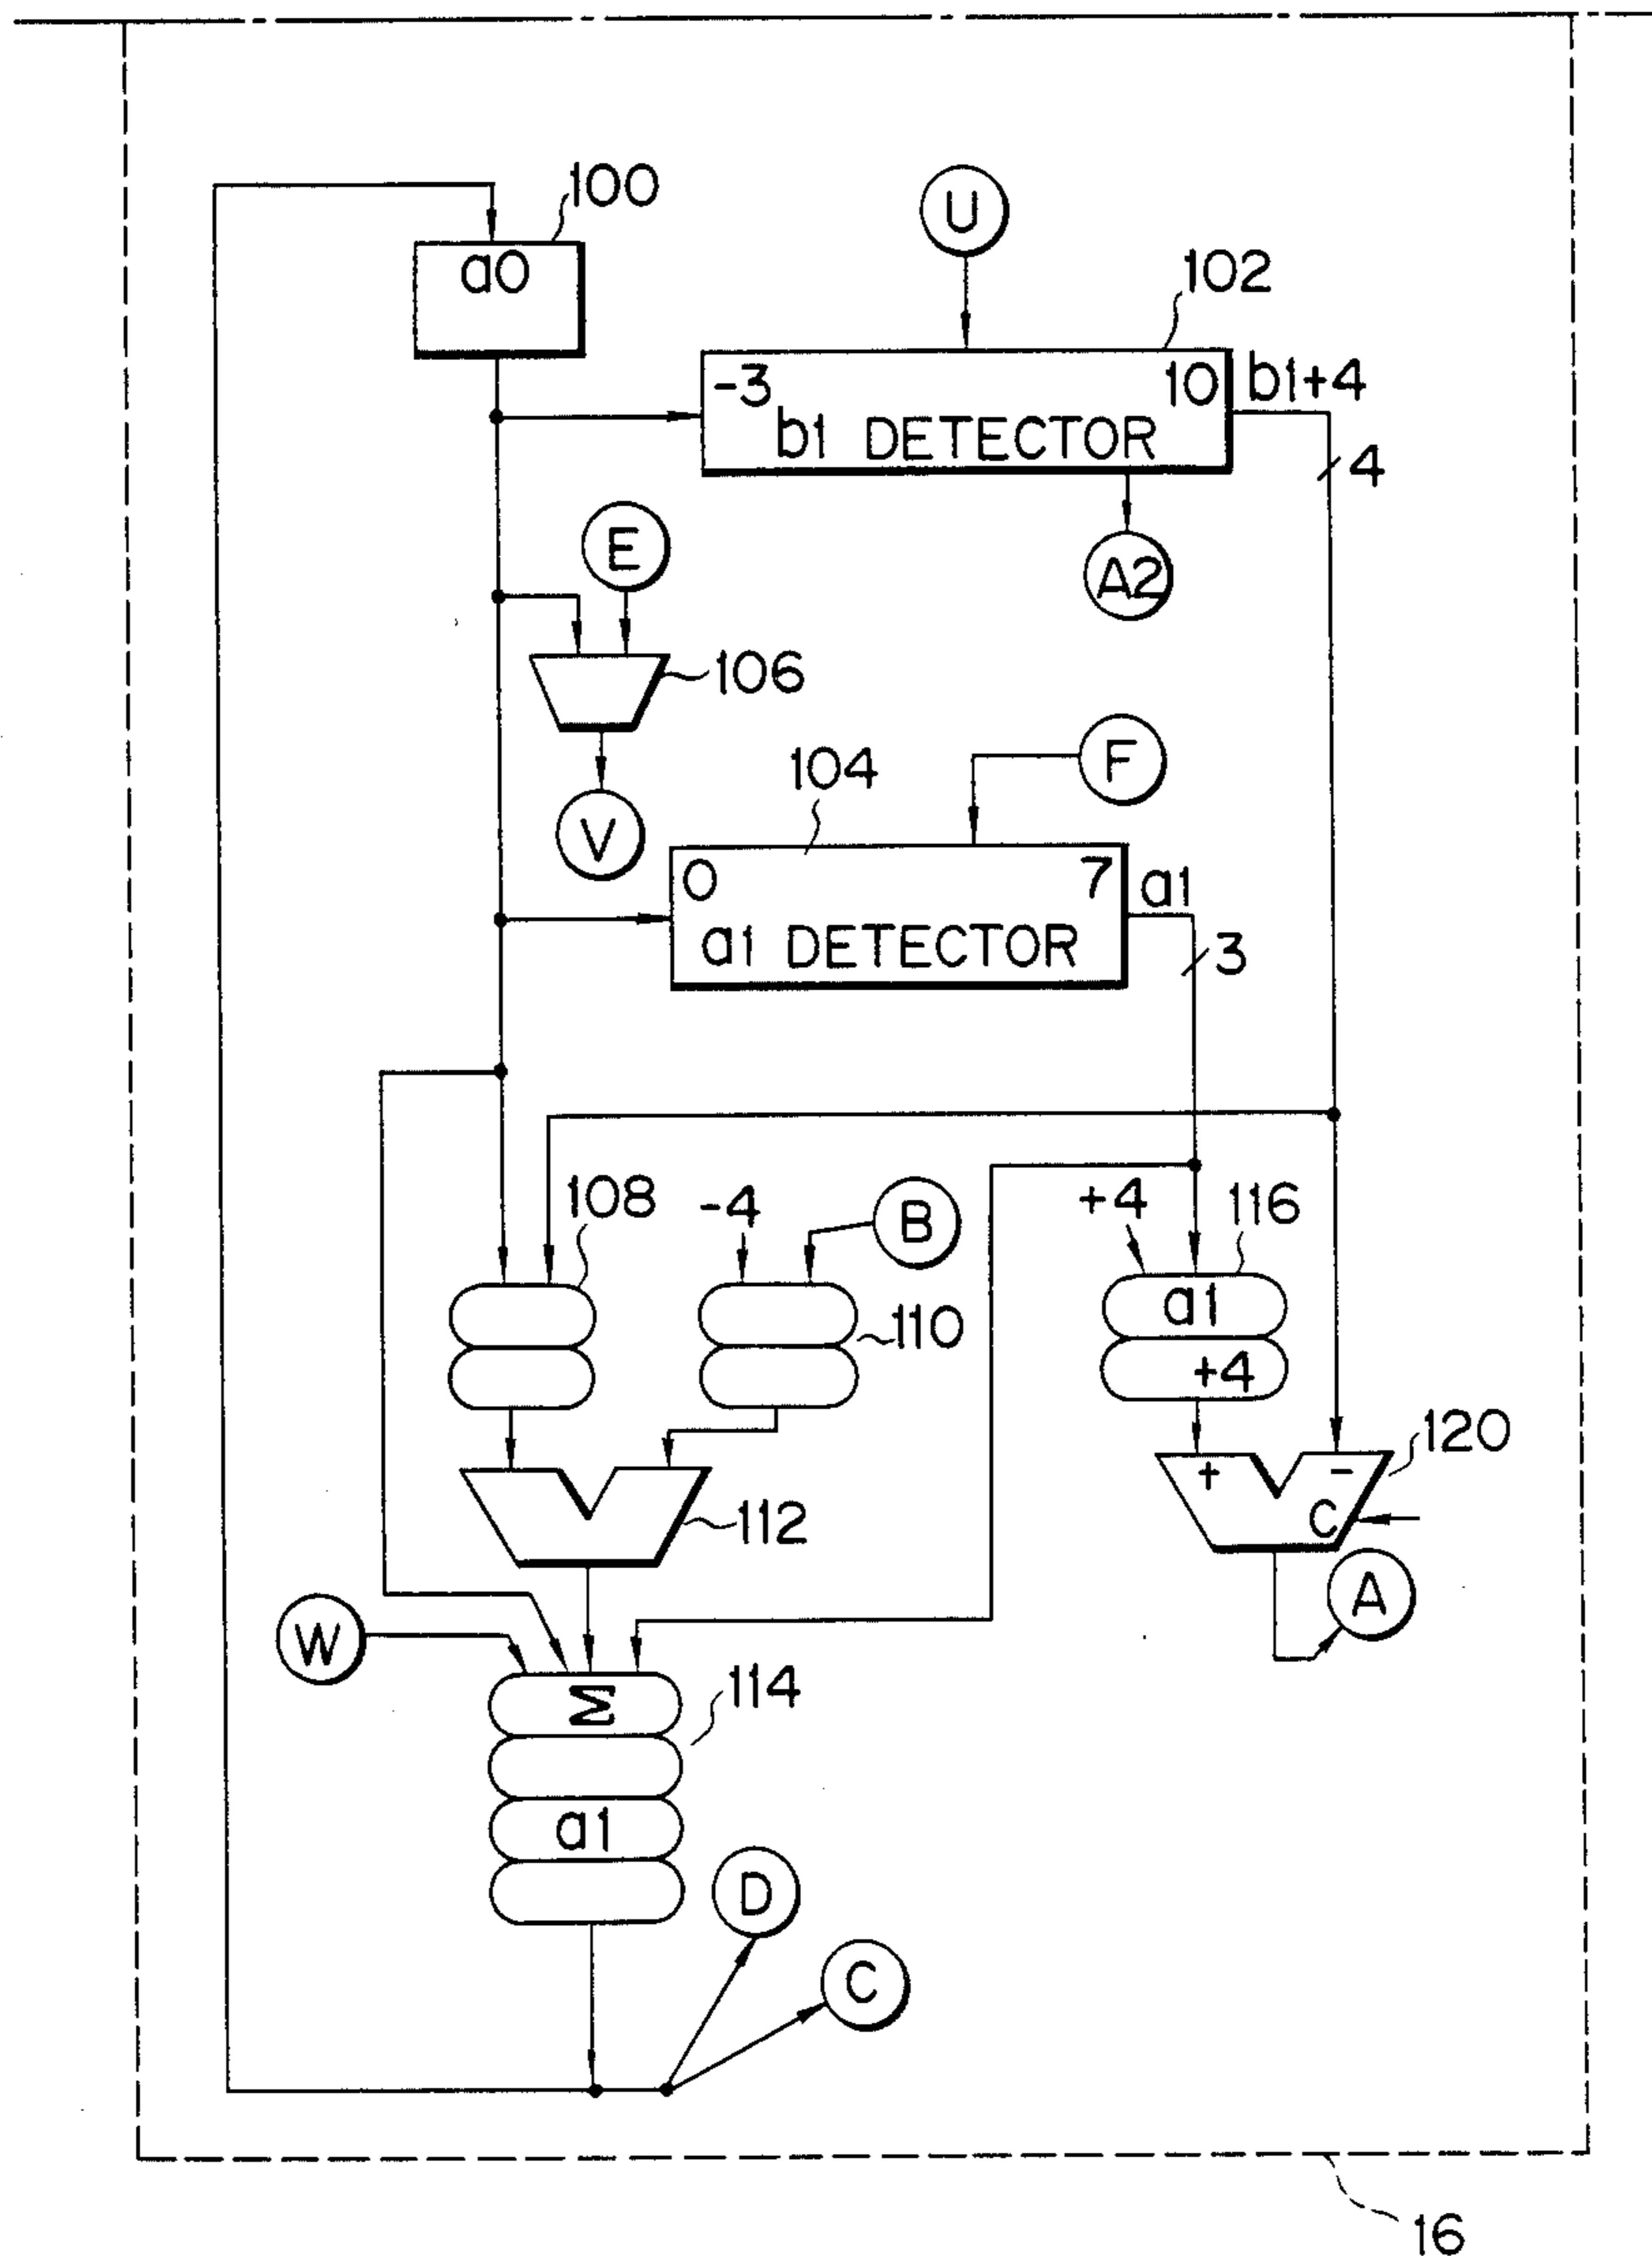 100
a0
U
102
-3
10
b1+4
b1 DETECTOR
4
E
A2
106
F
104
V
0
7
a1
a1 DETECTOR
3
108
-4
B
+4
116
a1
110
+4
120
+
-
C
112
A
W
Σ
114
a1
D
C
16